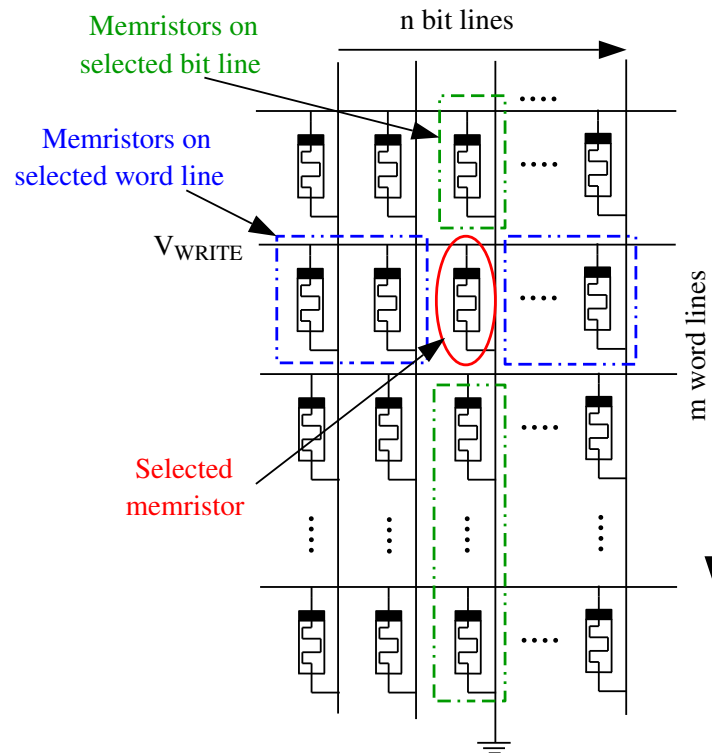 n bit lines
Memristors on
selected bit line
Memristors on
selected word line
V_WRITE
m word lines
Selected
memristor